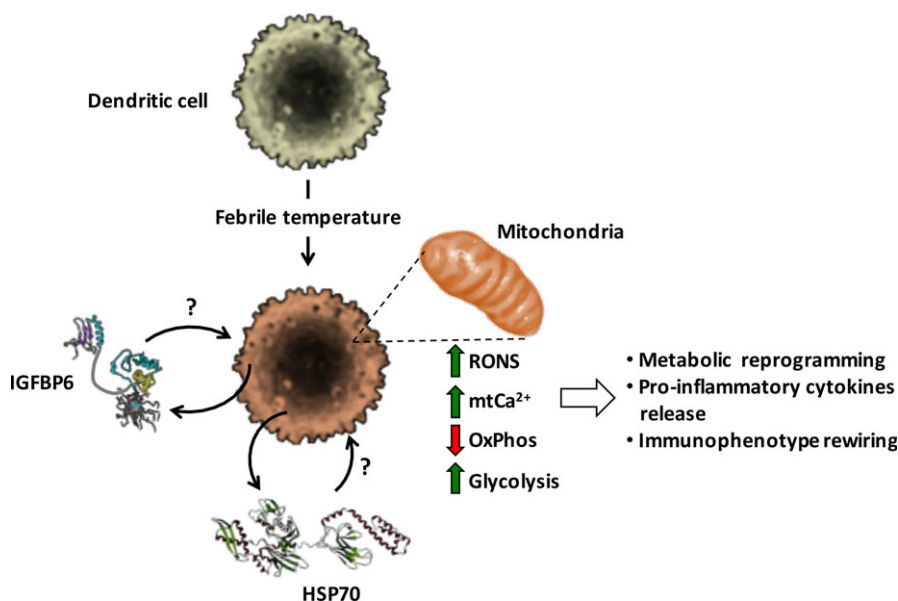 Dendritic cell
Febrile temperature
Mitochondria
?
IGFBP6
RONS
mtCa²⁺
OxPhos
Glycolysis
• Metabolic reprogramming
• Pro-inflammatory cytokines
release
• Immunophenotype rewiring
?
HSP70